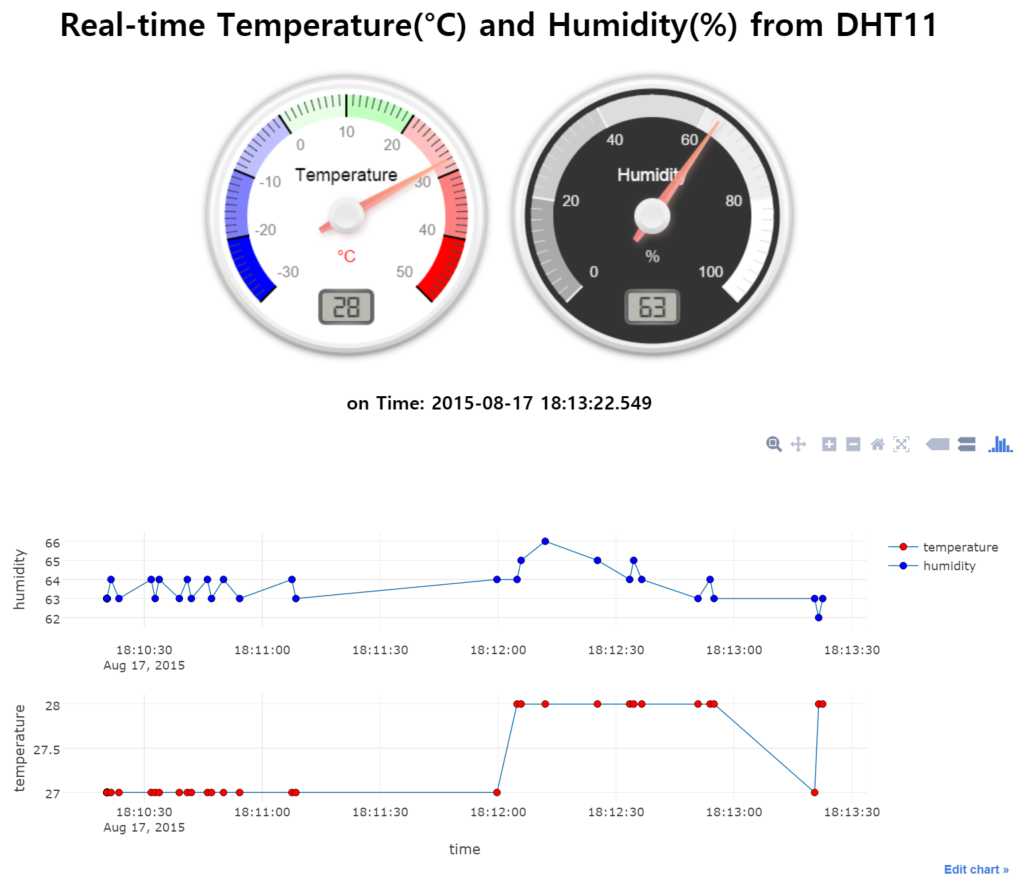 Real-time Temperature(°C) and Humidity(%) from DHT11
-30 -20 -10 0 10 20 30 40 50
Temperature
°C
28
0 20 40 60 80 100
Humidity
%
63
on Time: 2015-08-17 18:13:22.549
humidity
66
65
64
63
62
18:10:30 18:11:00 18:11:30 18:12:00 18:12:30 18:13:00 18:13:30
Aug 17, 2015
temperature
humidity
temperature
28
27.5
27
18:10:30 18:11:00 18:11:30 18:12:00 18:12:30 18:13:00 18:13:30
Aug 17, 2015
time
Edit chart »